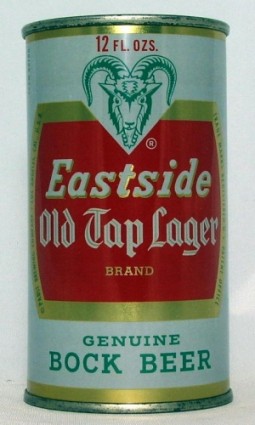 12 FL. OZS.
®
Eastside
Old Tap Lager
BRAND
GENUINE
BOCK BEER